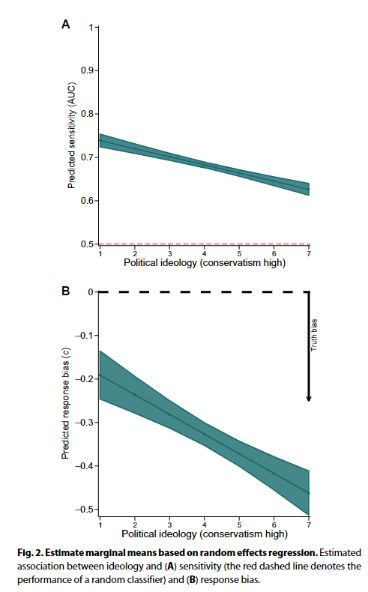 A
1
0.9
0.8
0.7
0.6
0.5
Predicted sensitivity (AUC)
1 2 3 4 5 6 7
Political ideology (conservatism high)
B
0
–0.1
–0.2
–0.3
–0.4
–0.5
Predicted response bias (c)
Truth bias
1 2 3 4 5 6 7
Political ideology (conservatism high)
Fig. 2. Estimate marginal means based on random effects regression. Estimated
association between ideology and (A) sensitivity (the red dashed line denotes the
performance of a random classifier) and (B) response bias.